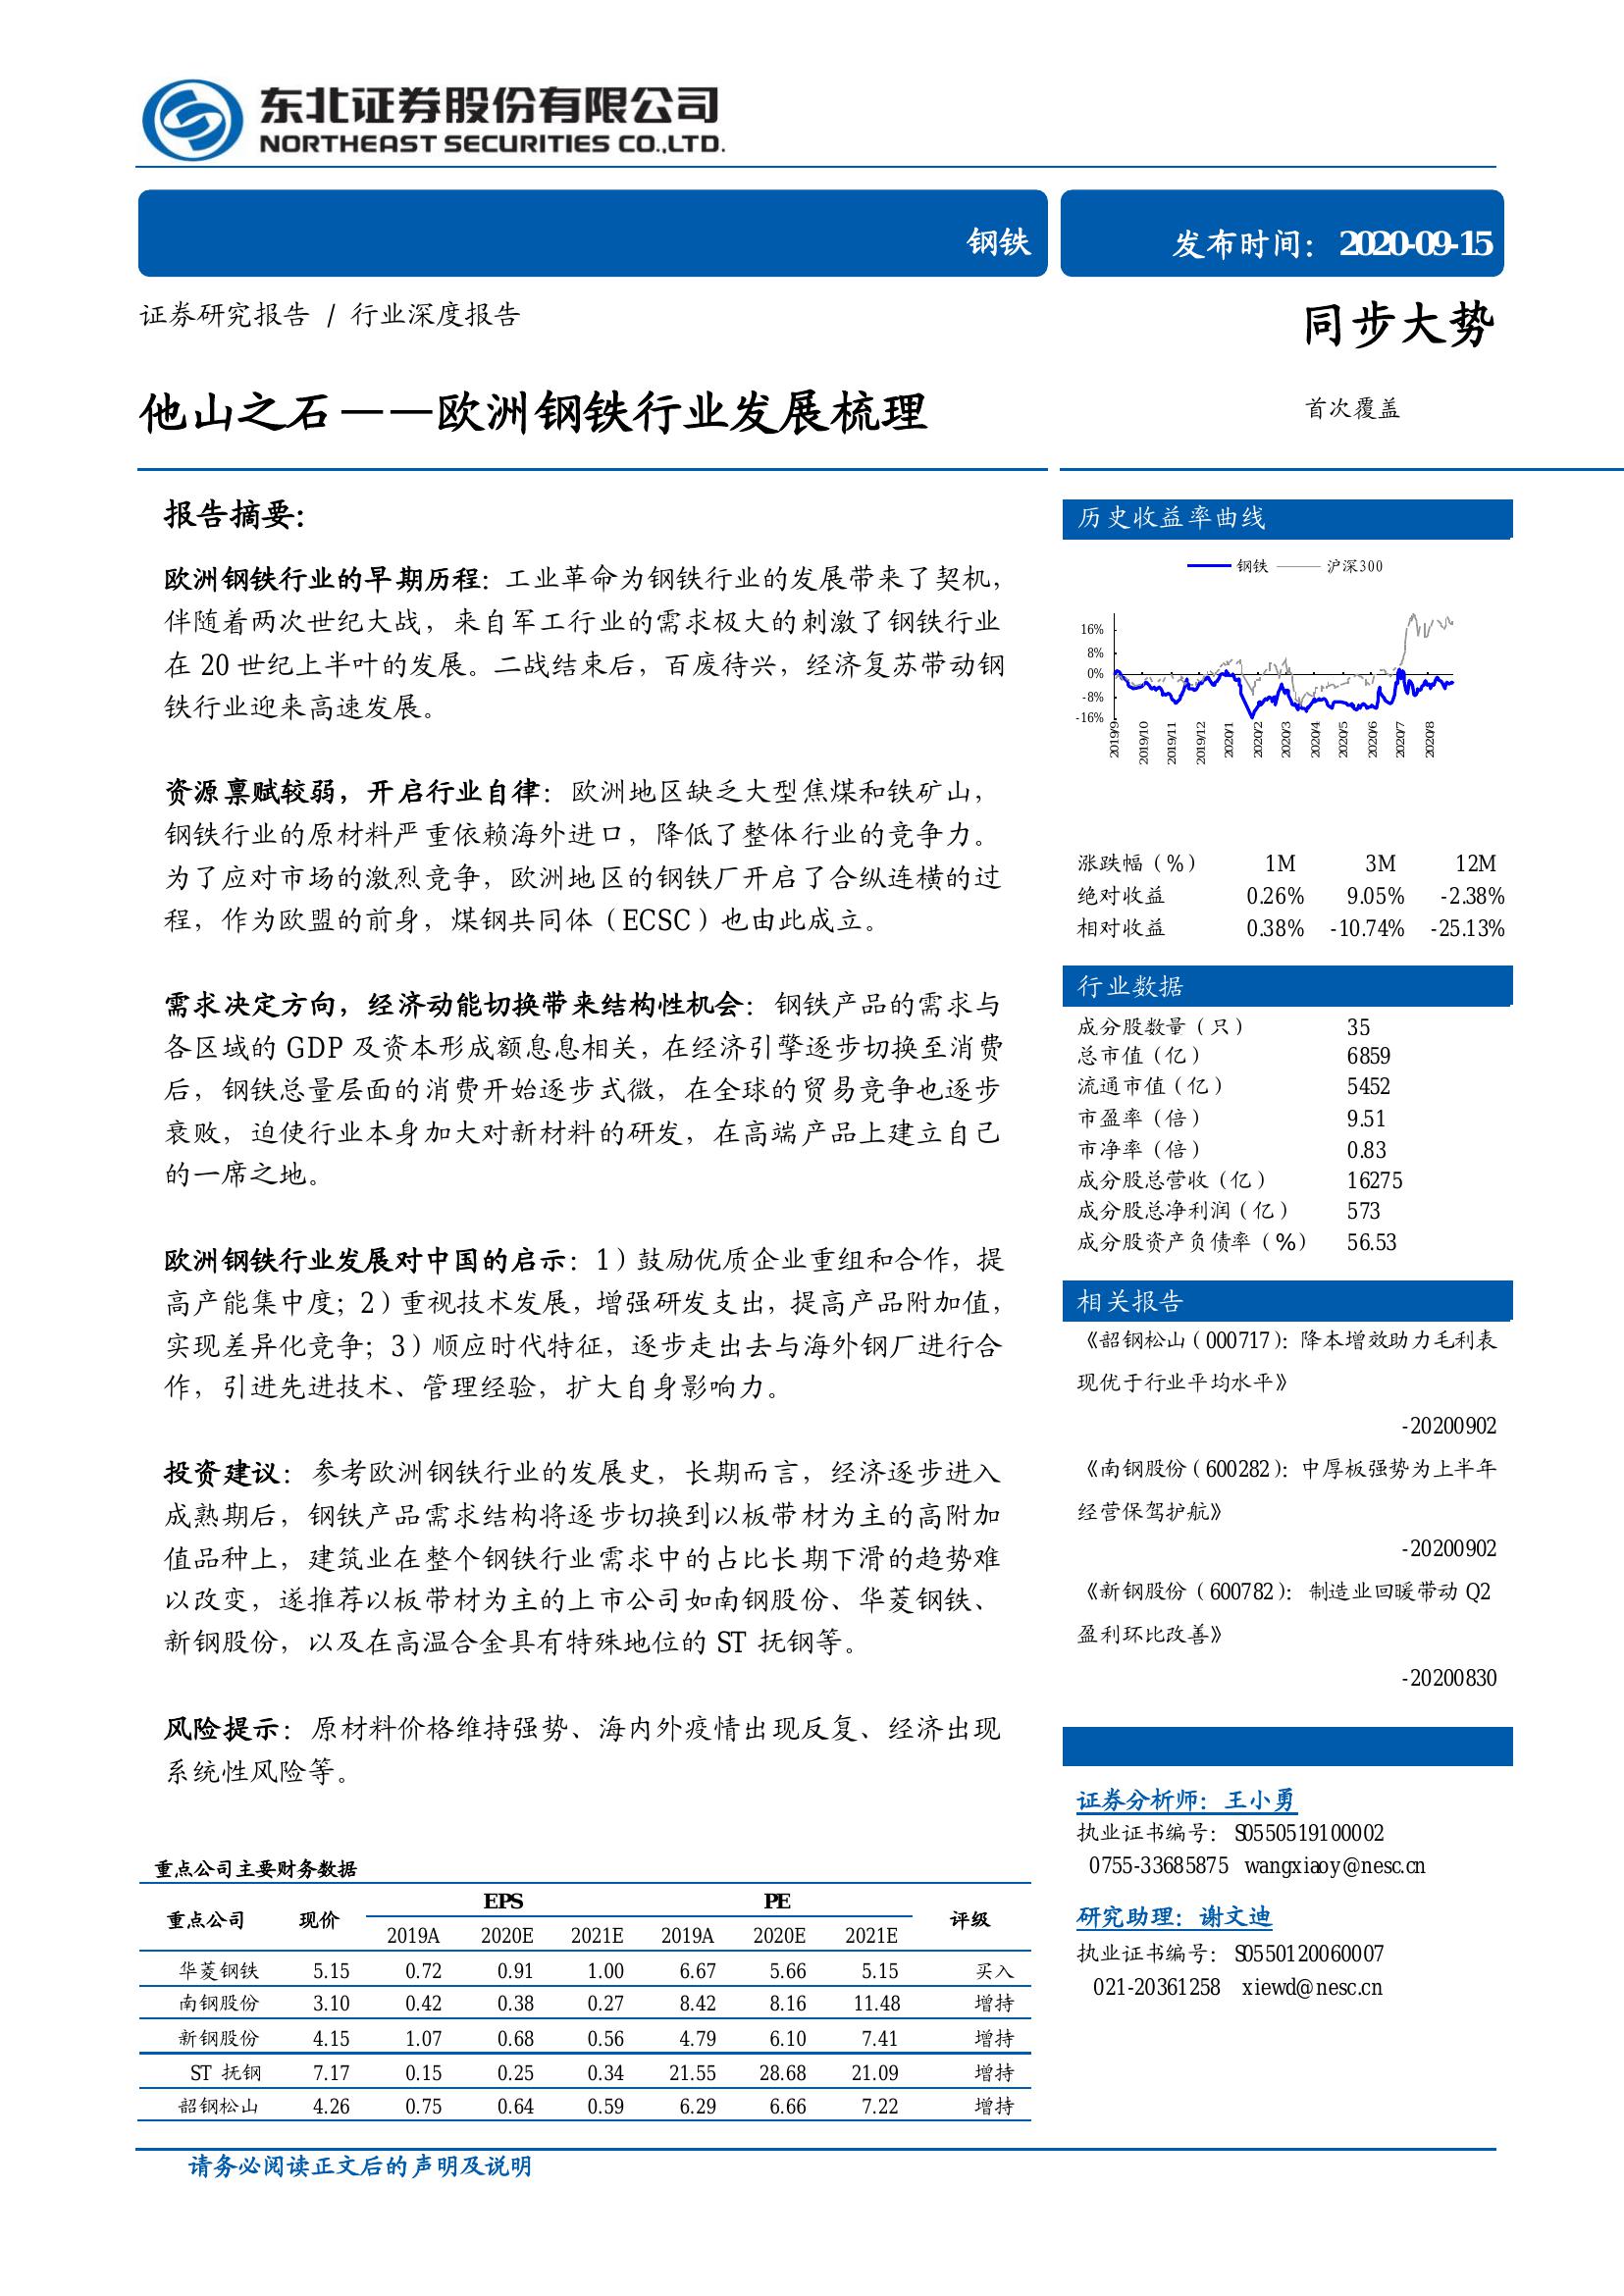 东北证券股份有限公司
NORTHEAST SECURITIES CO.,LTD.
钢铁
发布时间：2020-09-15
证券研究报告 / 行业深度报告
同步大势
他山之石——欧洲钢铁行业发展梳理
首次覆盖
报告摘要:
欧洲钢铁行业的早期历程：工业革命为钢铁行业的发展带来了契机，
伴随着两次世纪大战，来自军工行业的需求极大的刺激了钢铁行业
在 20 世纪上半叶的发展。二战结束后，百废待兴，经济复苏带动钢
铁行业迎来高速发展。
资源禀赋较弱，开启行业自律：欧洲地区缺乏大型焦煤和铁矿山，
钢铁行业的原材料严重依赖海外进口，降低了整体行业的竞争力。
为了应对市场的激烈竞争，欧洲地区的钢铁厂开启了合纵连横的过
程，作为欧盟的前身，煤钢共同体（ECSC）也由此成立。
需求决定方向，经济动能切换带来结构性机会：钢铁产品的需求与
各区域的 GDP 及资本形成额息息相关，在经济引擎逐步切换至消费
后，钢铁总量层面的消费开始逐步式微，在全球的贸易竞争也逐步
衰败，迫使行业本身加大对新材料的研发，在高端产品上建立自己
的一席之地。
欧洲钢铁行业发展对中国的启示：1）鼓励优质企业重组和合作，提
高产能集中度；2）重视技术发展，增强研发支出，提高产品附加值，
实现差异化竞争；3）顺应时代特征，逐步走出去与海外钢厂进行合
作，引进先进技术、管理经验，扩大自身影响力。
投资建议：参考欧洲钢铁行业的发展史，长期而言，经济逐步进入
成熟期后，钢铁产品需求结构将逐步切换到以板带材为主的高附加
值品种上，建筑业在整个钢铁行业需求中的占比长期下滑的趋势难
以改变，遂推荐以板带材为主的上市公司如南钢股份、华菱钢铁、
新钢股份，以及在高温合金具有特殊地位的 ST 抚钢等。
风险提示：原材料价格维持强势、海内外疫情出现反复、经济出现
系统性风险等。
重点公司主要财务数据
重点公司 现价 EPS PE 评级
2019A 2020E 2021E 2019A 2020E 2021E
华菱钢铁 5.15 0.72 0.91 1.00 6.67 5.66 5.15 买入
南钢股份 3.10 0.42 0.38 0.27 8.42 8.16 11.48 增持
新钢股份 4.15 1.07 0.68 0.56 4.79 6.10 7.41 增持
ST 抚钢 7.17 0.15 0.25 0.34 21.55 28.68 21.09 增持
韶钢松山 4.26 0.75 0.64 0.59 6.29 6.66 7.22 增持
历史收益率曲线
钢铁 沪深300
16%
8%
0%
-8%
-16%
2019/9 2019/10 2019/11 2019/12 2020/1 2020/2 2020/3 2020/4 2020/5 2020/6 2020/7 2020/8
涨跌幅（%） 1M 3M 12M
绝对收益 0.26% 9.05% -2.38%
相对收益 0.38% -10.74% -25.13%
行业数据
成分股数量（只） 35
总市值（亿） 6859
流通市值（亿） 5452
市盈率（倍） 9.51
市净率（倍） 0.83
成分股总营收（亿） 16275
成分股总净利润（亿） 573
成分股资产负债率（%） 56.53
相关报告
《韶钢松山（000717）：降本增效助力毛利表
现优于行业平均水平》
-20200902
《南钢股份（600282）：中厚板强势为上半年
经营保驾护航》
-20200902
《新钢股份（600782）：制造业回暖带动 Q2
盈利环比改善》
-20200830
证券分析师：王小勇
执业证书编号：S0550519100002
0755-33685875 wangxiaoy@nesc.cn
研究助理：谢文迪
执业证书编号：S0550120060007
021-20361258 xiewd@nesc.cn
请务必阅读正文后的声明及说明